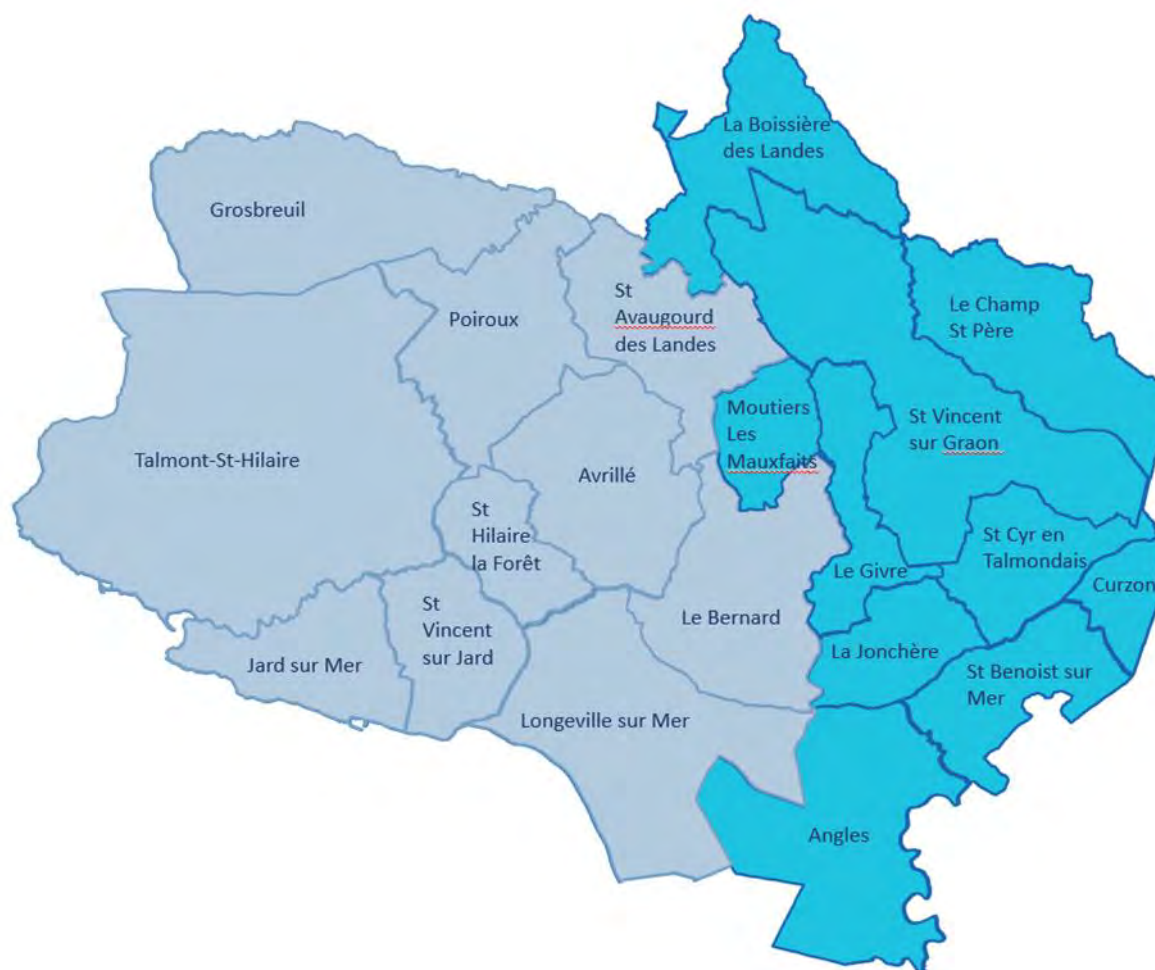 La Boissière
des Landes
Grosbreuil
St
Avaugourd
des Landes
Le Champ
St Père
Poiroux
Moutiers
Les
Mauxfaits
St Vincent
sur Graon
Talmont-St-Hilaire
Avrillé
St
Hilaire
la Forêt
St Cyr en
Talmondais
Le Givre
Curzon
St
Vincent
sur Jard
Le Bernard
La Jonchère
Jard sur Mer
St Benoist sur
Mer
Longeville sur Mer
Angles